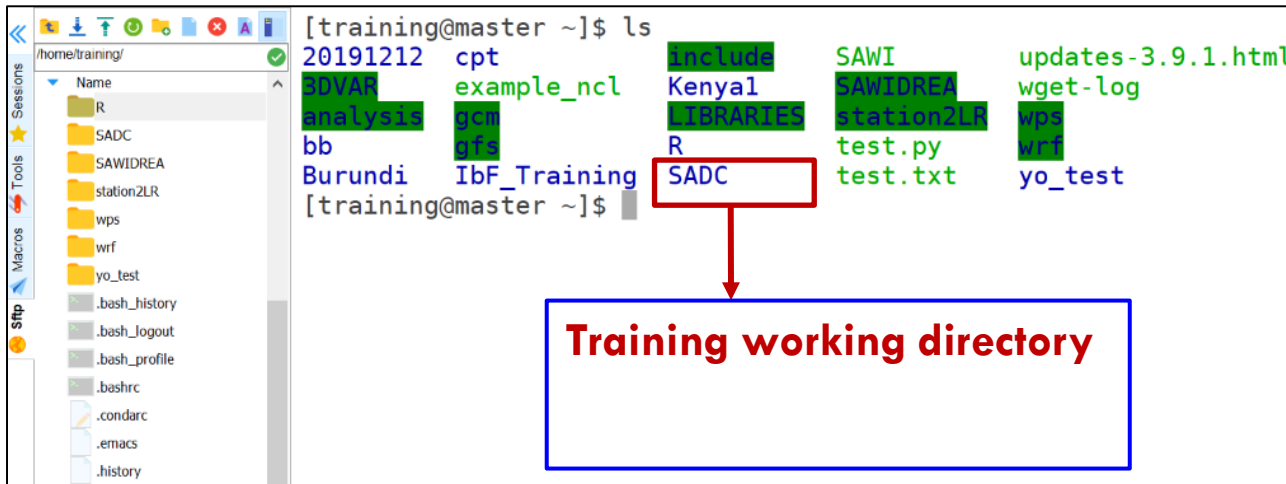 /home/training/
Name
R
SADC
SAWIDREA
station2LR
wps
wrf
yo_test
.bash_history
.bash_logout
.bash_profile
.bashrc
.condarc
.emacs
.history
Sessions
Tools
Macros
Sftp
[training@master ~]$ ls
20191212 cpt include SAWI updates-3.9.1.html
3DVAR example_ncl Kenya1 SAWIDREA wget-log
analysis gcm LIBRARIES station2LR wps
bb gfs R test.py wrf
Burundi IbF_Training SADC test.txt yo_test
[training@master ~]$
Training working directory